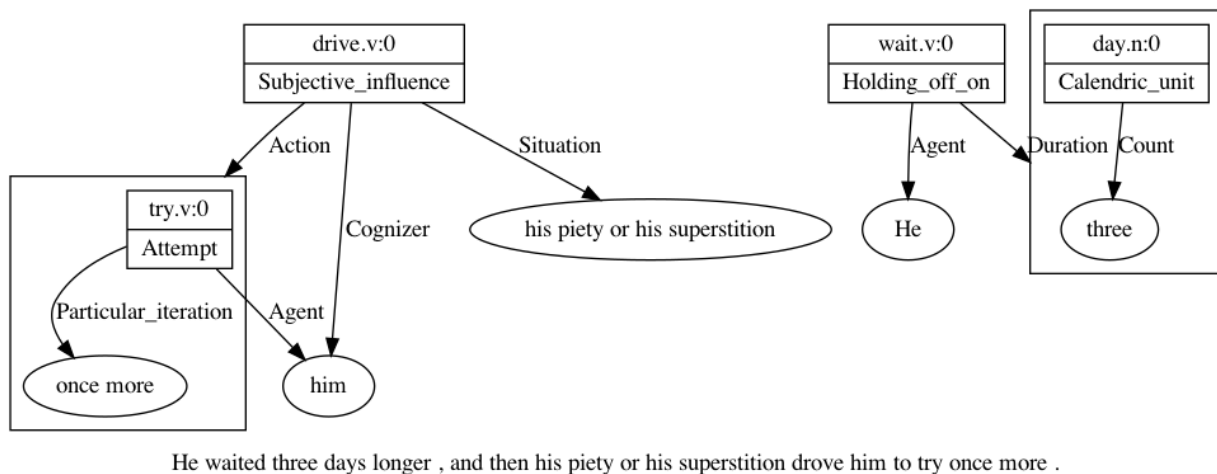 drive.v:0
Subjective_influence
wait.v:0
Holding_off_on
day.n:0
Calendric_unit
Action
Situation
Agent
Duration
Count
try.v:0
Attempt
Cognizer
his piety or his superstition
He
three
Particular_iteration
Agent
once more
him
He waited three days longer , and then his piety or his superstition drove him to try once more .